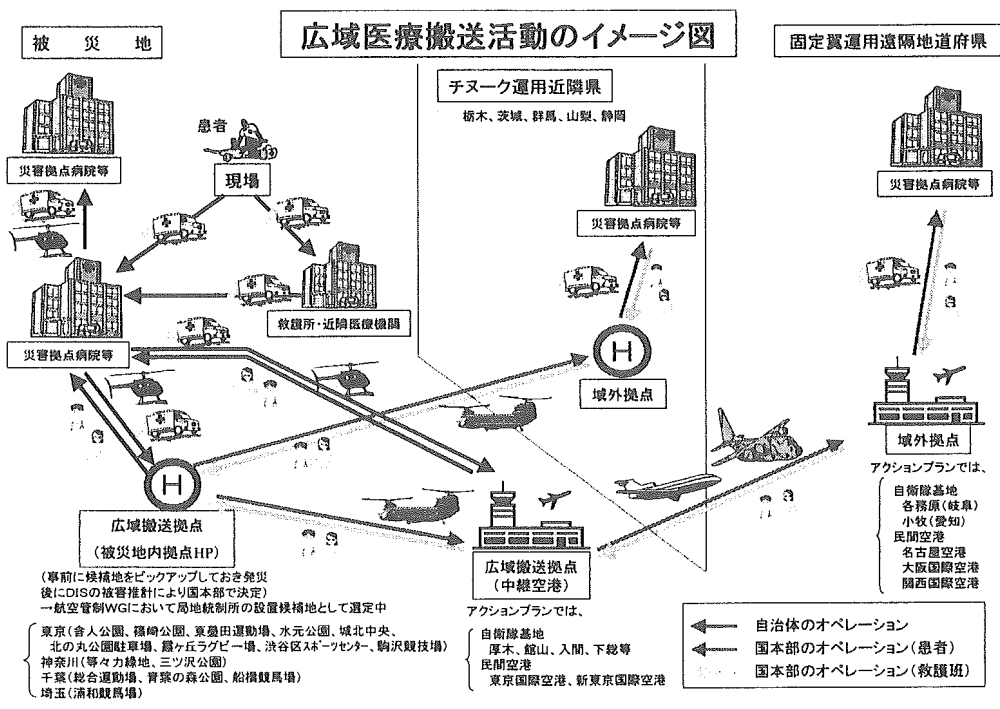 広域医療搬送活動のイメージ図
被災地
固定翼運用遠隔地道府県
チヌーク運用近隣県
栃木、茨城、群馬、山梨、静岡
患者
現場
災害拠点病院等
災害拠点病院等
災害拠点病院等
救護所・近隣医療機関
災害拠点病院等
H
域外拠点
域外拠点
アクションプランでは、
自衛隊基地
各務原(岐阜)
小牧(愛知)
民間空港
名古屋空港
大阪国際空港
関西国際空港
H
広域搬送拠点
(被災地内拠点HP)
(事前に候補地をピックアップしておき発災
後にDISの被害推計により国本部で決定)
→航空管制WGにおいて局地統制所の設置候補地として選定中
東京(舎人公園、篠崎公園、東墨田運動場、水元公園、城北中央、
北の丸公園駐車場、霞ヶ丘ラグビー場、渋谷区スポーツセンター、駒沢競技場)
神奈川(等々力緑地、三ツ沢公園)
千葉(総合運動場、青葉の森公園、船橋競馬場)
埼玉(浦和競馬場)
広域搬送拠点
(中継空港)
アクションプランでは、
自衛隊基地
厚木、館山、入間、下総等
民間空港
東京国際空港、新東京国際空港
自治体のオペレーション
国本部のオペレーション(患者)
国本部のオペレーション(救護班)